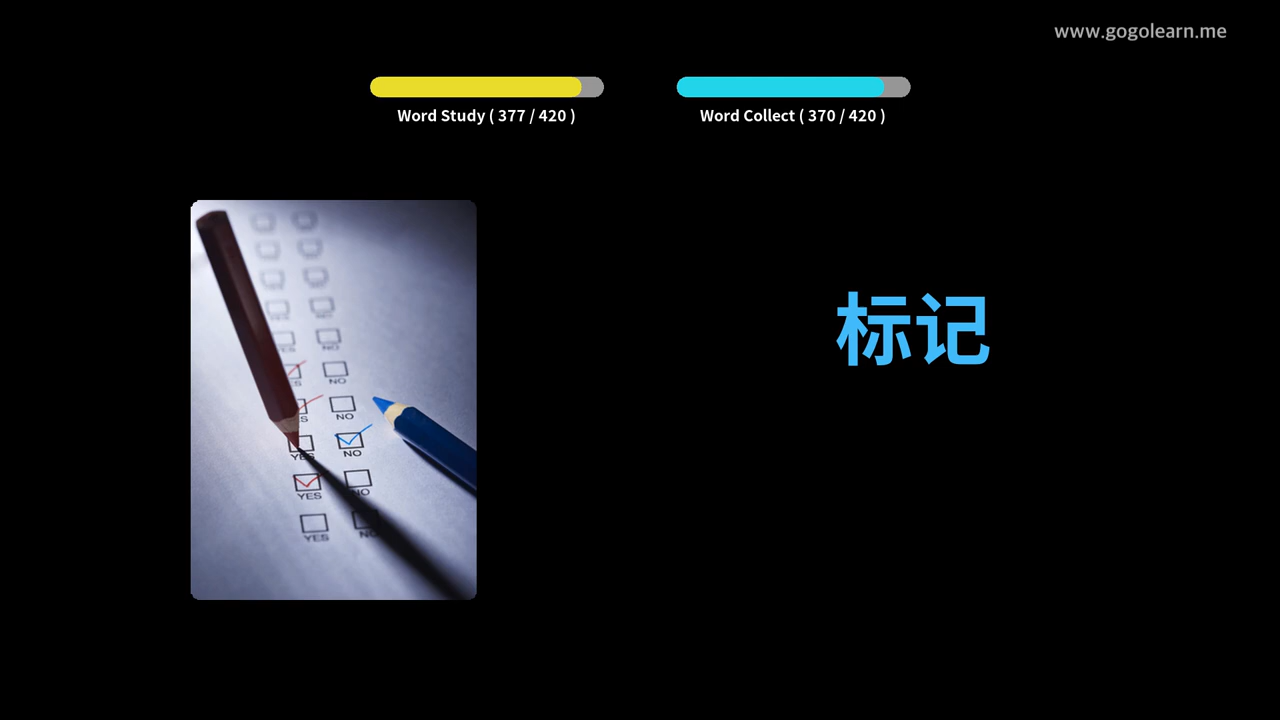 www.gogolearn.me
Word Study ( 377 / 420 )
Word Collect ( 370 / 420 )
标记
NO
NO
YES
NO
YES
NO
YES
NO